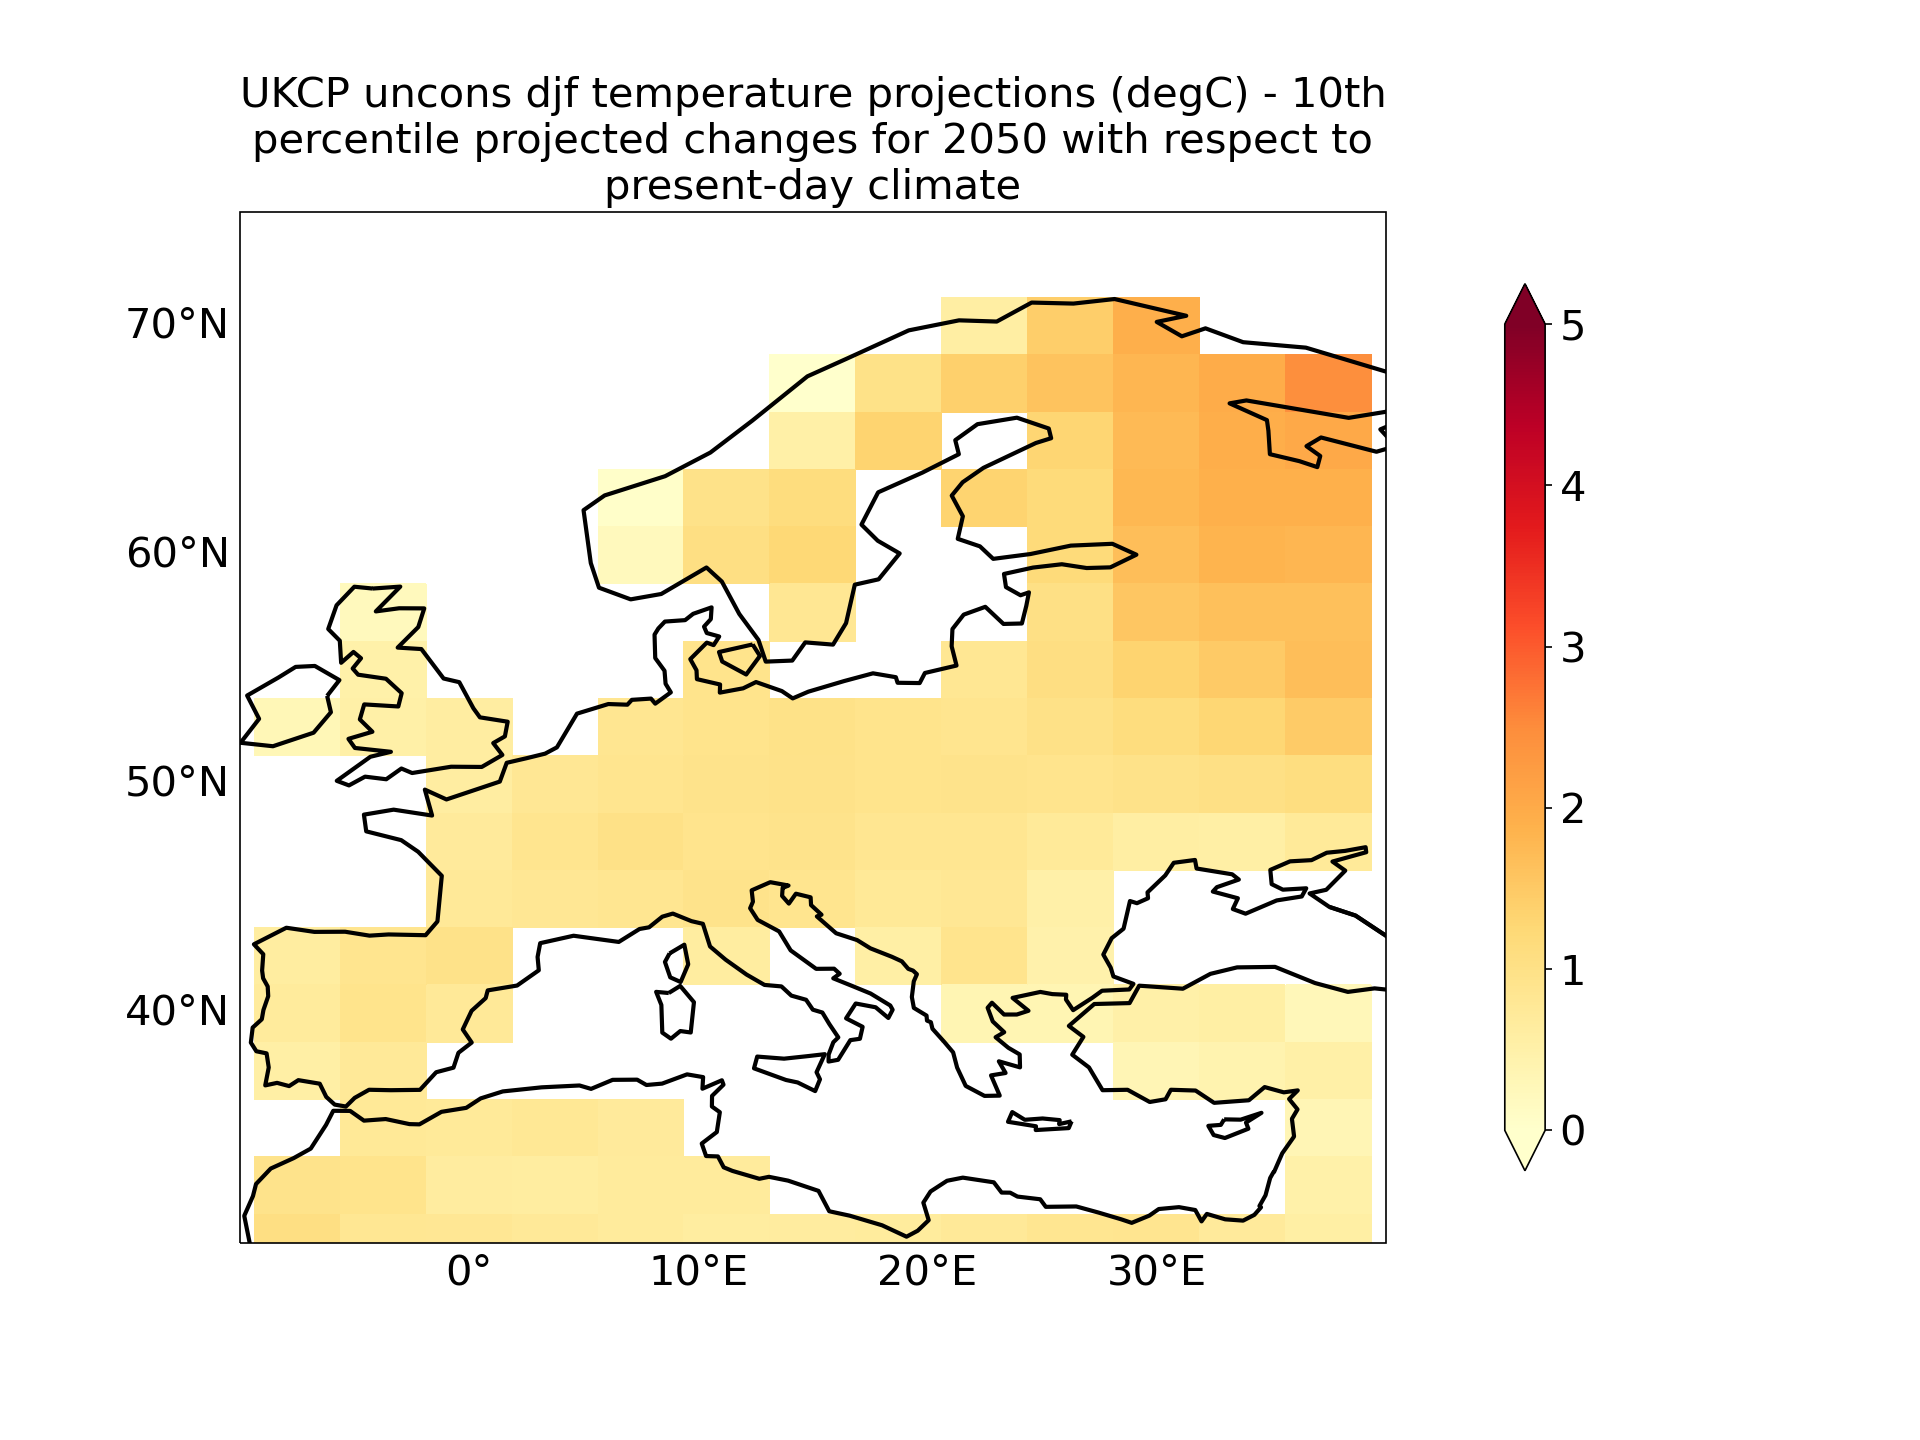 UKCP uncons djf temperature projections (degC) - 10th
percentile projected changes for 2050 with respect to
present-day climate
70°N
60°N
50°N
40°N
0°
10°E
20°E
30°E
5
4
3
2
1
0